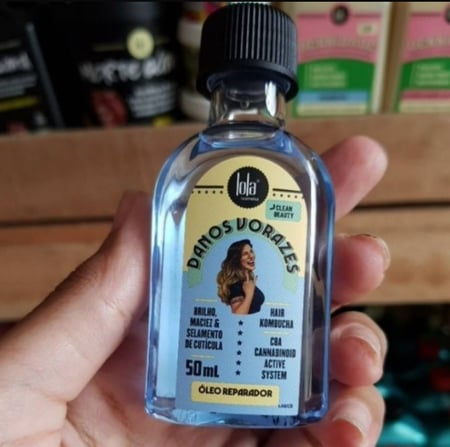 lola
CLEAN
BEAUTY
DANOS VORAZES
BRILHO,
MACIEZ &
SELAMENTO
DE CUTÍCULA
50 mL
HAIR
KOMBUCHA
CBA
CANNABINOID
ACTIVE
SYSTEM
ÓLEO REPARADOR
lola